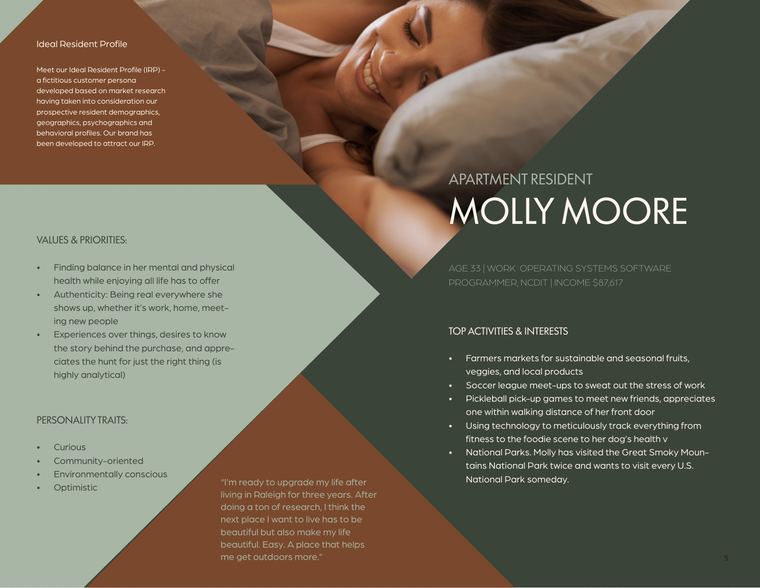 Ideal Resident Profile
Meet our Ideal Resident Profile (IRP) –
a fictitious customer persona
developed based on market research
having taken into consideration our
prospective resident demographics,
geographics, psychographics and
behavioral profiles. Our brand has
been developed to attract our IRP.
VALUES & PRIORITIES:
• Finding balance in her mental and physical
health while enjoying all life has to offer
• Authenticity: Being real everywhere she
shows up, whether it's work, home, meet-
ing new people
• Experiences over things, desires to know
the story behind the purchase, and appre-
ciates the hunt for just the right thing (is
highly analytical)
PERSONALITY TRAITS:
• Curious
• Community-oriented
• Environmentally conscious
• Optimistic
"I'm ready to upgrade my life after
living in Raleigh for three years. After
doing a ton of research, I think the
next place I want to live has to be
beautiful but also make my life
beautiful. Easy. A place that helps
me get outdoors more."
APARTMENT RESIDENT
MOLLY MOORE
AGE 33 | WORK OPERATING SYSTEMS SOFTWARE
PROGRAMMER, NCDIT | INCOME $87,617
TOP ACTIVITIES & INTERESTS
• Farmers markets for sustainable and seasonal fruits,
veggies, and local products
• Soccer league meet-ups to sweat out the stress of work
• Pickleball pick-up games to meet new friends, appreciates
one within walking distance of her front door
• Using technology to meticulously track everything from
fitness to the foodie scene to her dog's health v
• National Parks. Molly has visited the Great Smoky Moun-
tains National Park twice and wants to visit every U.S.
National Park someday.
5